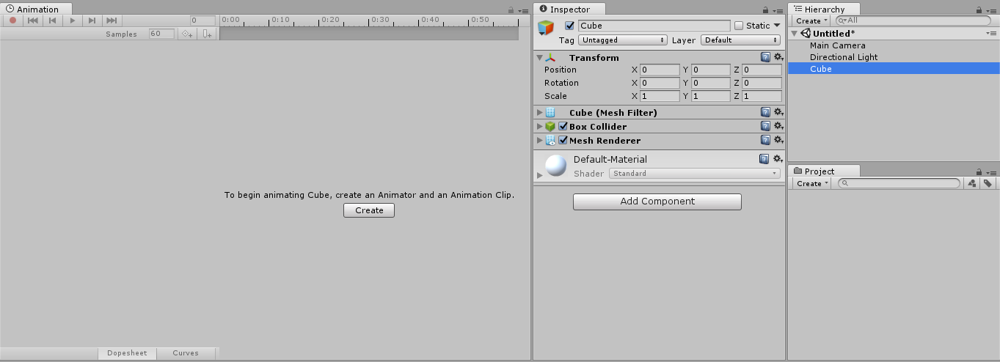 Animation
0 0:00 0:10 0:20 0:30 0:40 0:50
Samples 60
To begin animating Cube, create an Animator and an Animation Clip.
Create
Dopesheet Curves
Inspector
Cube Static
Tag Untagged Layer Default
Transform
Position X 0 Y 0 Z 0
Rotation X 0 Y 0 Z 0
Scale X 1 Y 1 Z 1
Cube (Mesh Filter)
Box Collider
Mesh Renderer
Default-Material
Shader Standard
Add Component
Hierarchy
Create All
Untitled*
Main Camera
Directional Light
Cube
Project
Create